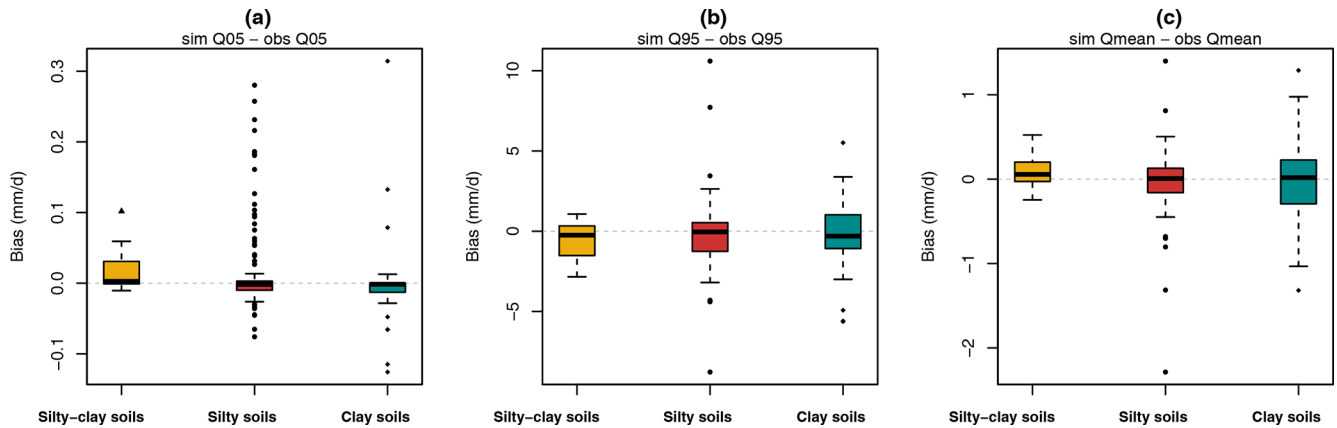 (a)
sim Q05 − obs Q05
Bias (mm/d)
0.3
0.2
0.1
0.0
−0.1
Silty−clay soils
Silty soils
Clay soils
(b)
sim Q95 − obs Q95
Bias (mm/d)
10
5
0
−5
Silty−clay soils
Silty soils
Clay soils
(c)
sim Qmean − obs Qmean
Bias (mm/d)
1
0
−1
−2
Silty−clay soils
Silty soils
Clay soils